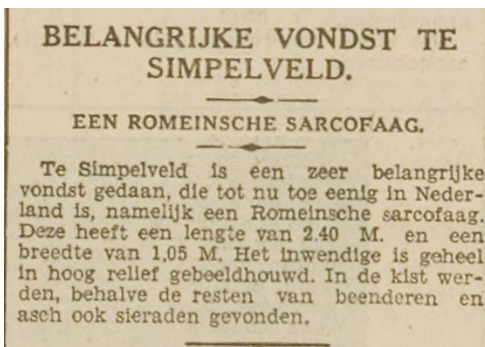 BELANGRIJKE VONDST TE
SIMPELVELD.
EEN ROMEINSCHE SARCOFAAG.
Te Simpelveld is een zeer belangrijke
vondst gedaan, die tot nu toe eenig in Neder-
land is, namelijk een Romeinsche sarcofaag.
Deze heeft een lengte van 2.40 M. en een
breedte van 1,05 M. Het inwendige is geheel
in hoog relief gebeeldhouwd. In de kist wer-
den, behalve de resten van beenderen en
asch ook sieraden gevonden.